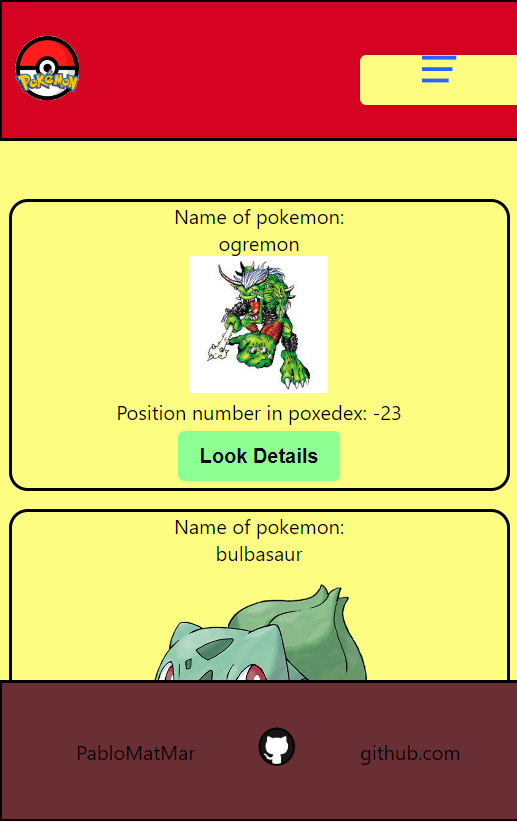 POKéMON
Name of pokemon:
ogremon
Position number in poxedex: -23
Look Details
Name of pokemon:
bulbasaur
PabloMatMar
github.com